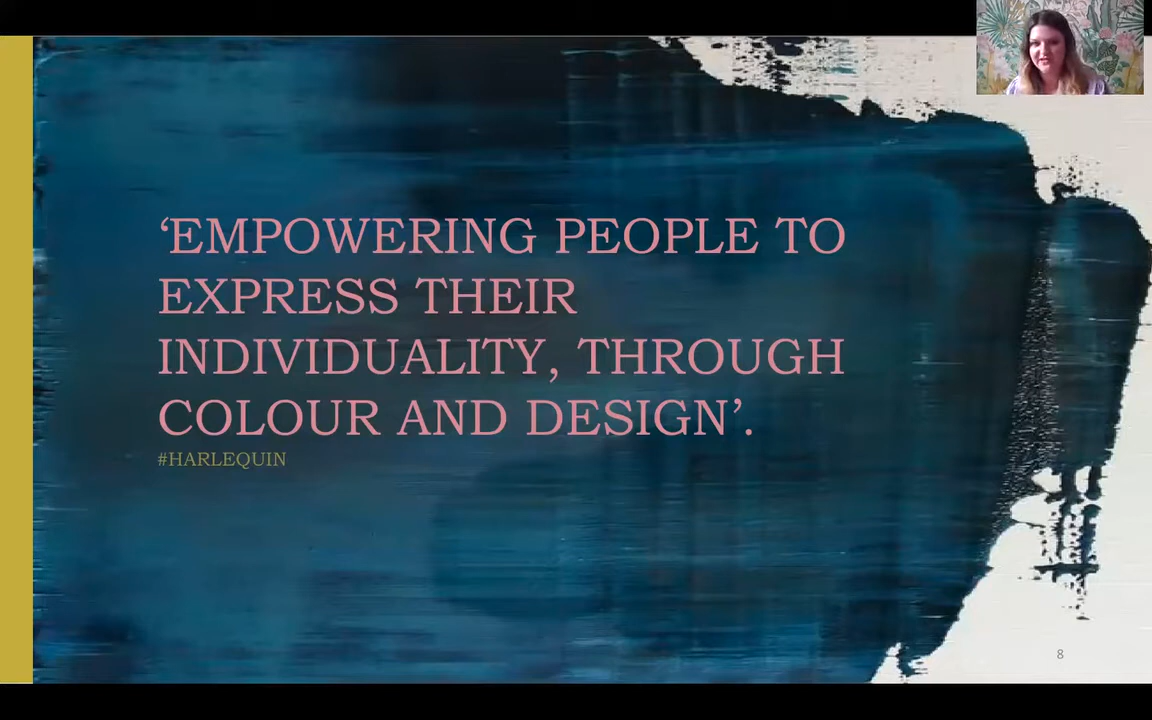 ‘EMPOWERING PEOPLE TO
EXPRESS THEIR
INDIVIDUALITY, THROUGH
COLOUR AND DESIGN’.
#HARLEQUIN
8